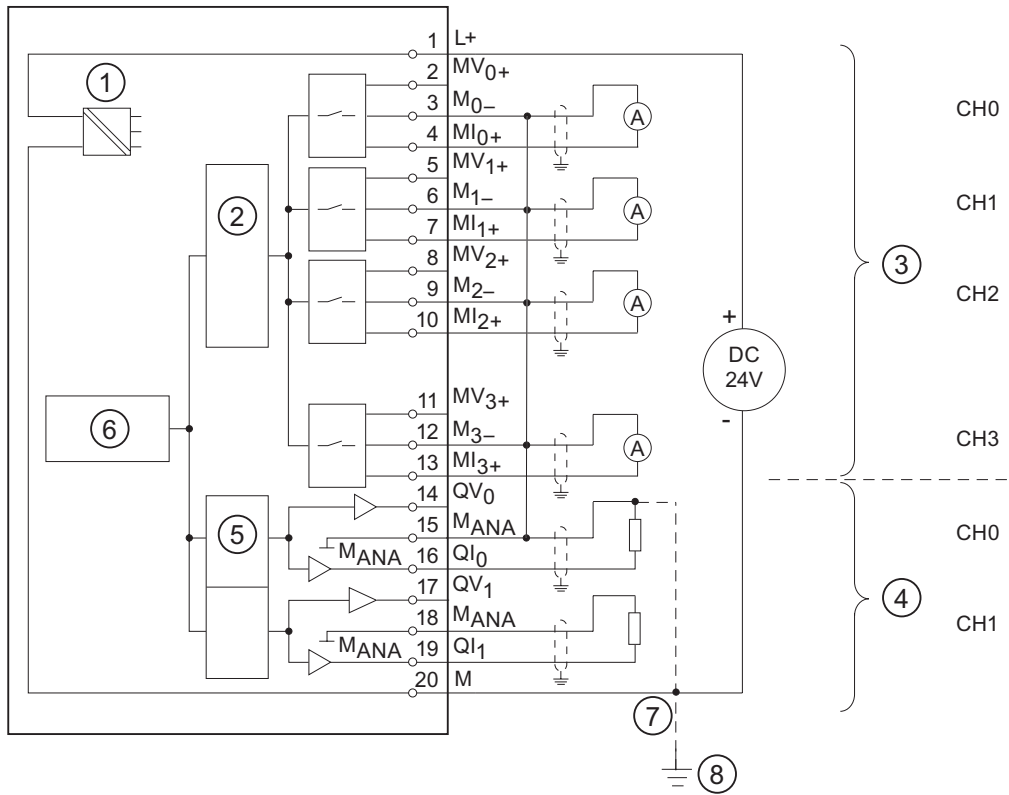 1 L+
2 MV0+
3 M0–
4 MI0+
5 MV1+
6 M1–
7 MI1+
8 MV2+
9 M2–
10 MI2+
11 MV3+
12 M3–
13 MI3+
14 QV0
15 MANA
16 QI0
17 QV1
18 MANA
19 QI1
20 M
1
2
6
5
MANA
MANA
A
A
A
A
+
DC
24V
-
7
8
CH0
CH1
3
CH2
CH3
CH0
4
CH1